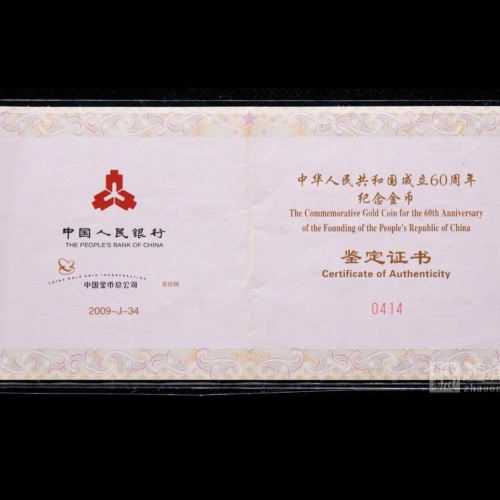 中国人民银行
THE PEOPLE'S BANK OF CHINA
CHINA GOLD COIN INCORPORATION
中国金币总公司
总经销
2009-J-34
中华人民共和国成立60周年
纪念金币
The Commemorative Gold Coin for the 60th Anniversary
of the Founding of the People's Republic of China
鉴定证书
Certificate of Authenticity
0414
1949-2009